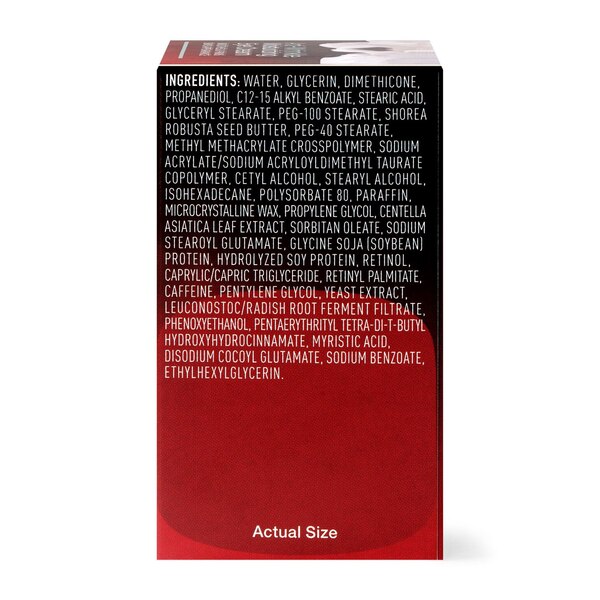 INGREDIENTS: WATER, GLYCERIN, DIMETHICONE,
PROPANEDIOL, C12-15 ALKYL BENZOATE, STEARIC ACID,
GLYCERYL STEARATE, PEG-100 STEARATE, SHOREA
ROBUSTA SEED BUTTER, PEG-40 STEARATE,
METHYL METHACRYLATE CROSSPOLYMER, SODIUM
ACRYLATE/SODIUM ACRYLOYLDIMETHYL TAURATE
COPOLYMER, CETYL ALCOHOL, STEARYL ALCOHOL,
ISOHEXADECANE, POLYSORBATE 80, PARAFFIN,
MICROCRYSTALLINE WAX, PROPYLENE GLYCOL, CENTELLA
ASIATICA LEAF EXTRACT, SORBITAN OLEATE, SODIUM
STEAROYL GLUTAMATE, GLYCINE SOJA (SOYBEAN)
PROTEIN, HYDROLYZED SOY PROTEIN, RETINOL,
CAPRYLIC/CAPRIC TRIGLYCERIDE, RETINYL PALMITATE,
CAFFEINE, PENTYLENE GLYCOL, YEAST EXTRACT,
LEUCONOSTOC/RADISH ROOT FERMENT FILTRATE,
PHENOXYETHANOL, PENTAERYTHRITYL TETRA-DI-T-BUTYL
HYDROXYHYDROCINNAMATE, MYRISTIC ACID,
DISODIUM COCOYL GLUTAMATE, SODIUM BENZOATE,
ETHYLHEXYLGLYCERIN.
Actual Size